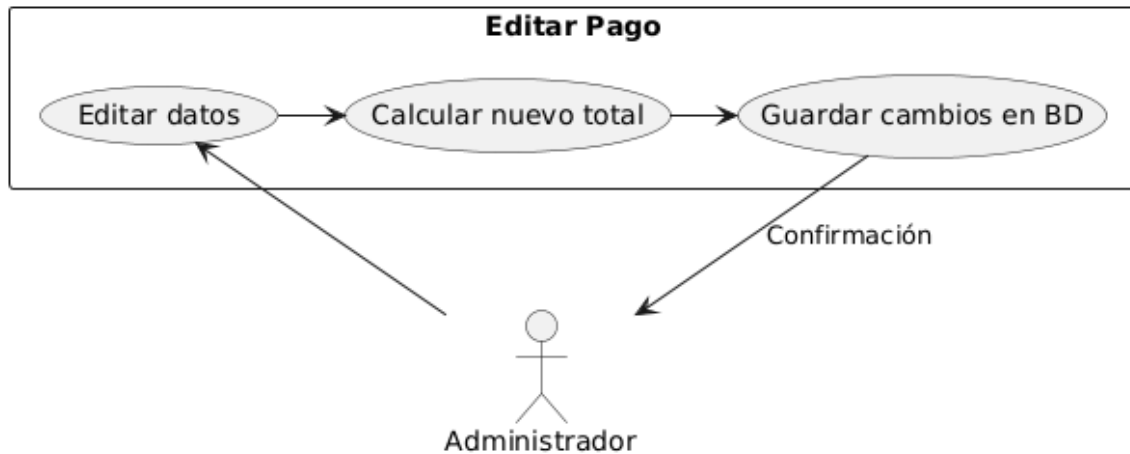 Editar Pago
Editar datos
Calcular nuevo total
Guardar cambios en BD
Confirmación
Administrador